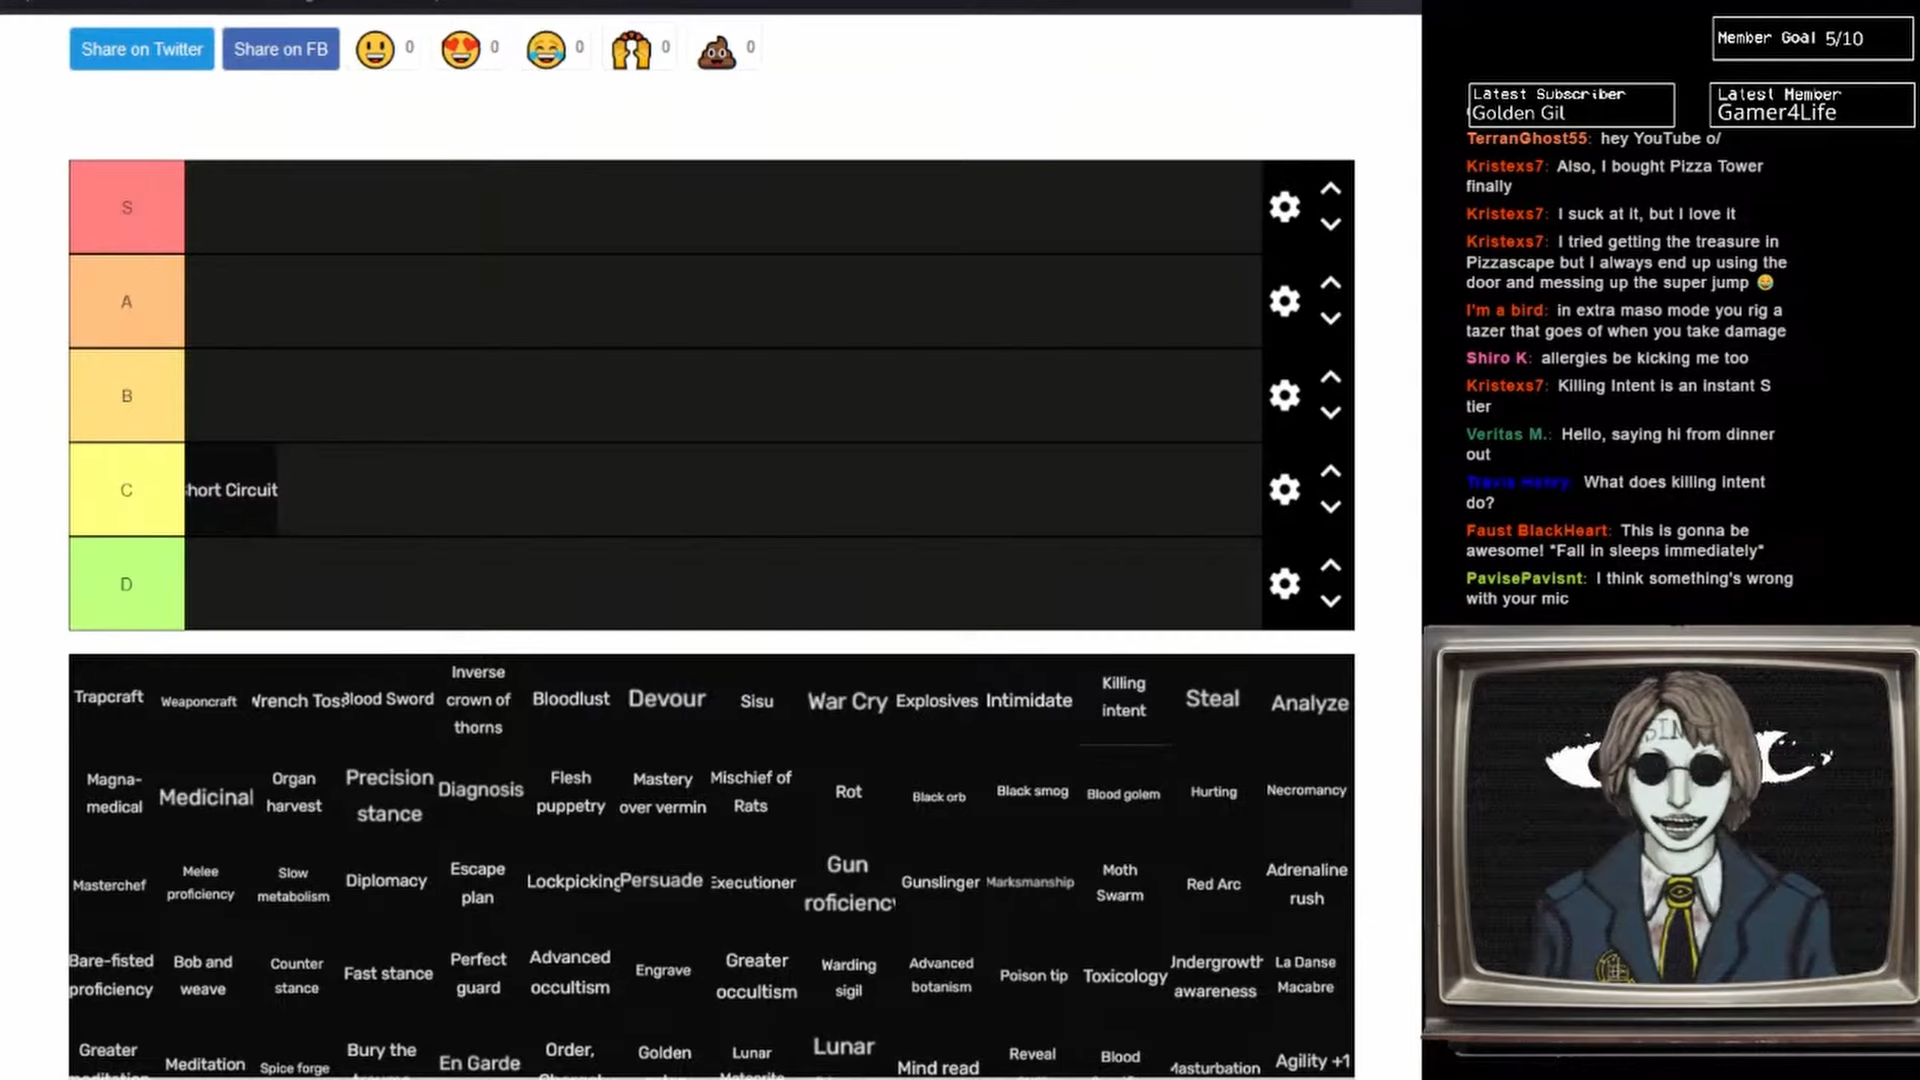 Share on Twitter
Share on FB
0
0
0
0
0
Member Goal 5/10
Latest Subscriber
Golden Gil
Latest Member
Gamer4Life
S
A
B
C
hort Circuit
D
TerranGhost55: hey YouTube o/
Kristexs7: Also, I bought Pizza Tower
finally
Kristexs7: I suck at it, but I love it
Kristexs7: I tried getting the treasure in
Pizzascape but I always end up using the
door and messing up the super jump
I'm a bird: in extra maso mode you rig a
tazer that goes of when you take damage
Shiro K: allergies be kicking me too
Kristexs7: Killing Intent is an instant S
tier
Veritas M.: Hello, saying hi from dinner
out
Travis Henry: What does killing intent
do?
Faust BlackHeart: This is gonna be
awesome! *Fall in sleeps immediately*
PavisePavisnt: I think something's wrong
with your mic
Trapcraft
Weaponcraft
Wrench Toss
Blood Sword
Inverse
crown of
thorns
Bloodlust
Devour
Sisu
War Cry
Explosives
Intimidate
Killing
intent
Steal
Analyze
Magna-
medical
Medicinal
Organ
harvest
Precision
stance
Diagnosis
Flesh
puppetry
Mastery
over vermin
Mischief of
Rats
Rot
Black orb
Black smog
Blood golem
Hurting
Necromancy
Masterchef
Melee
proficiency
Slow
metabolism
Diplomacy
Escape
plan
Lockpicking
Persuade
Executioner
Gun
roficiency
Gunslinger
Marksmanship
Moth
Swarm
Red Arc
Adrenaline
rush
Bare-fisted
proficiency
Bob and
weave
Counter
stance
Fast stance
Perfect
guard
Advanced
occultism
Engrave
Greater
occultism
Warding
sigil
Advanced
botanism
Poison tip
Toxicology
Undergrowth
awareness
La Danse
Macabre
Greater
meditation
Meditation
Spice forge
Bury the
En Garde
Order,
Golden
Lunar
Meteorite
Lunar
Mind read
Reveal
Blood
Masturbation
Agility +1
SIN